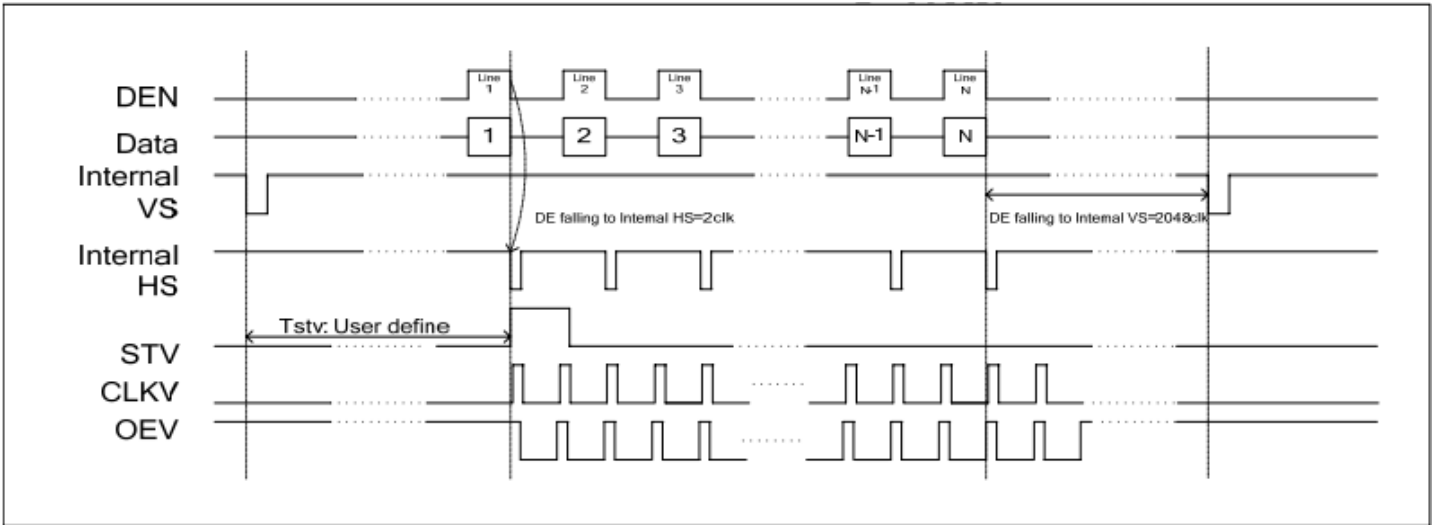 DEN
Line 1
Line 2
Line 3
Line N-1
Line N
Data
1
2
3
N-1
N
Internal VS
DE falling to Internal HS=2clk
DE falling to Internal VS=2048clk
Internal HS
Tstv: User define
STV
CLKV
OEV